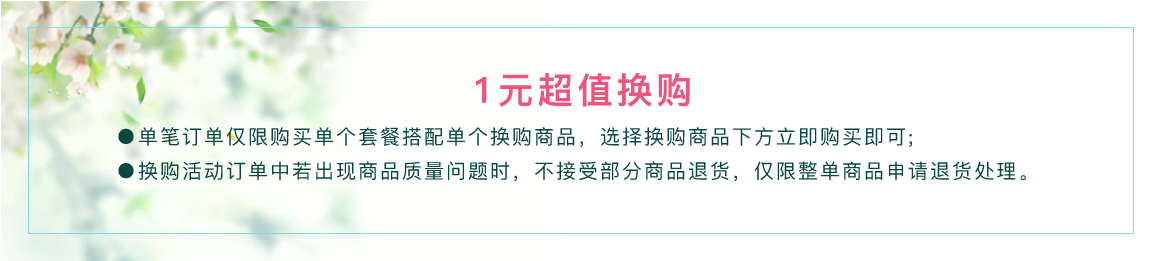 1元超值换购
●单笔订单仅限购买单个套餐搭配单个换购商品，选择换购商品下方立即购买即可；
●换购活动订单中若出现商品质量问题时，不接受部分商品退货，仅限整单商品申请退货处理。